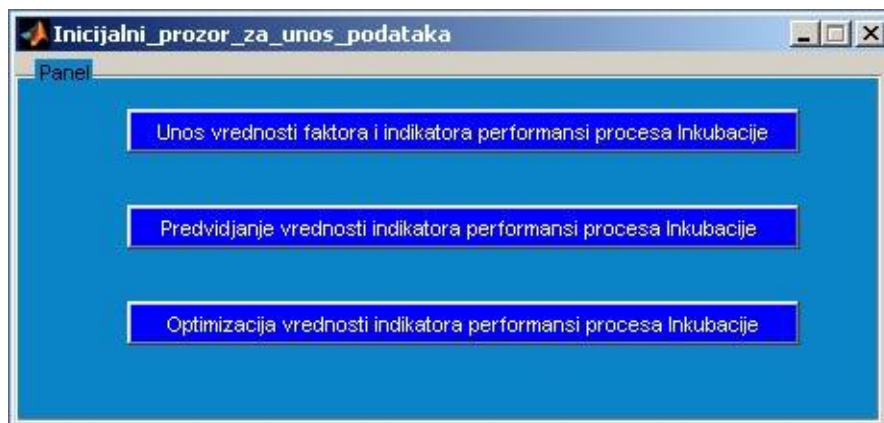 Inicijalni_prozor_za_unos_podataka
Panel
Unos vrednosti faktora i indikatora performansi procesa Inkubacije
Predvidjanje vrednosti indikatora performansi procesa Inkubacije
Optimizacija vrednosti indikatora performansi procesa Inkubacije